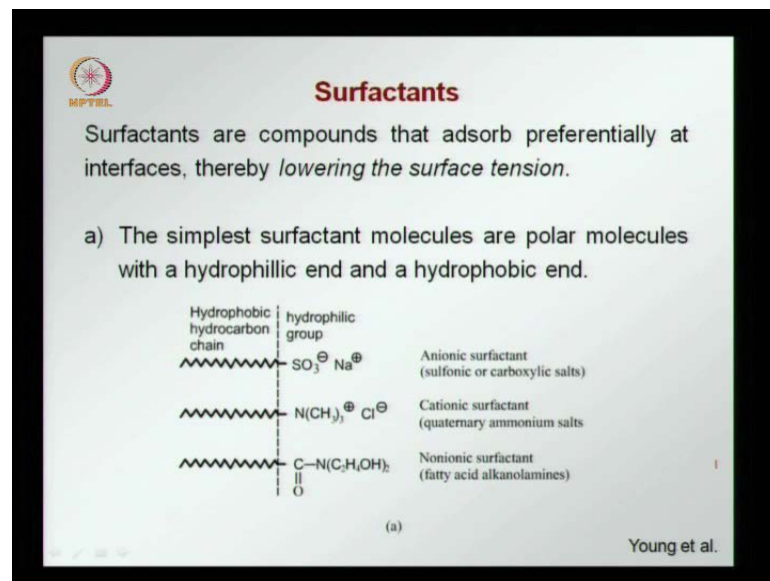 NPTEL
Surfactants
Surfactants are compounds that adsorb preferentially at
interfaces, thereby lowering the surface tension.
a) The simplest surfactant molecules are polar molecules
with a hydrophillic end and a hydrophobic end.
Hydrophobic hydrophilic
hydrocarbon group
chain
SO₃⊖ Na⊕ Anionic surfactant
(sulfonic or carboxylic salts)
N(CH₃)₃⊕ Cl⊖ Cationic surfactant
(quaternary ammonium salts
C—N(C₂H₄OH)₂ Nonionic surfactant
O (fatty acid alkanolamines)
(a)
Young et al.